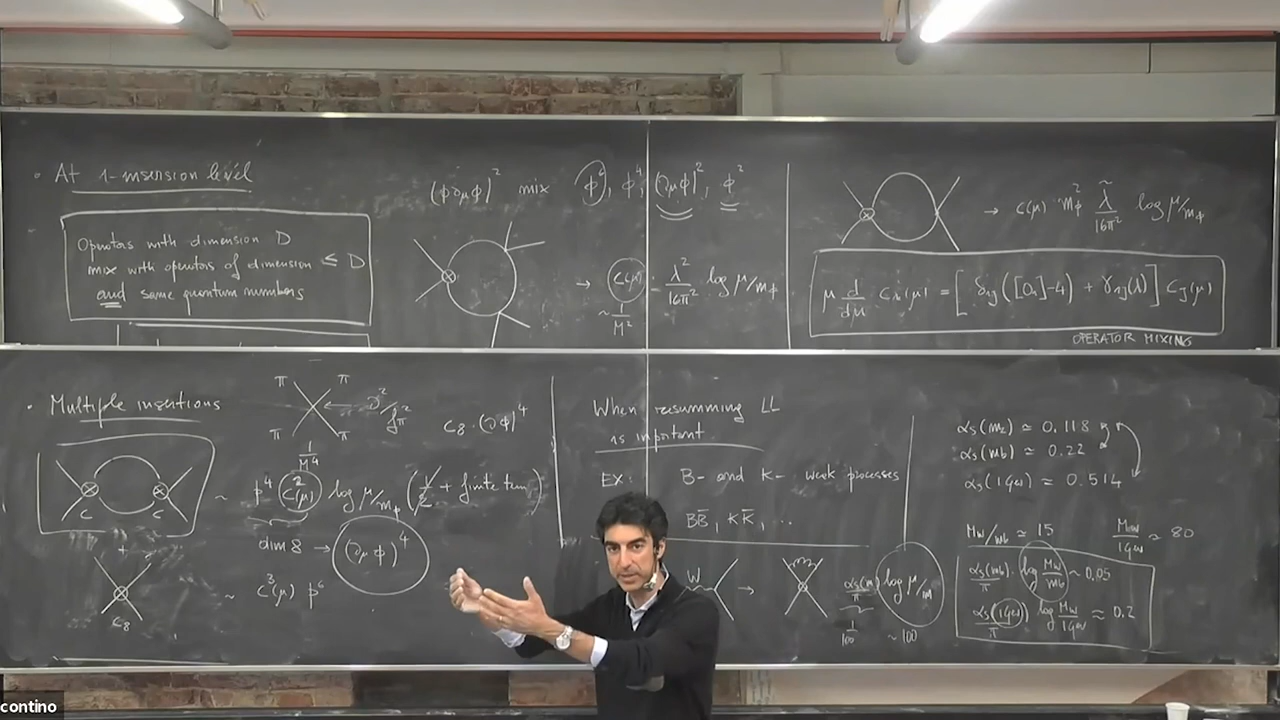 • At 1-insersion level
Operators with dimension D
mix with operators of dimension ≤ D
and same quantum numbers
(φ∂μφ)² mix φ⁶, φ⁴, (∂μφ)², φ²
→ c(μ) · λ²/16π² log μ/mφ
~ 1/M²
→ c(μ) · mφ² λ̃/16π² log μ/mφ
μ d/dμ ci(μ) = [ δij([Oi]-4) + γij(λ) ] cj(μ)
OPERATOR MIXING
• Multiple insertions
π π
π π
← ∂²/f²π
c8 · (∂φ)⁴
1/M⁴
c c
~ p⁴ c²(μ) log μ/mφ (1/ε + finite term)
dim 8 → (∂μφ)⁴
+
c8
~ c³(μ) p⁶
When resumming LL
is important
EX: B- and K- weak processes
BB̄, KK̄, ...
W
→
αs(μ)/π log μ/m
1/100 ~ 100
αs(mz) ≃ 0.118
αs(mb) ≃ 0.22
αs(1GeV) ≃ 0.514
Mw/mb ≃ 15 Mw/1GeV ≃ 80
αs(mb)/π · log Mw/mb ~ 0.05
αs(1GeV)/π log Mw/1GeV ≃ 0.2
contino